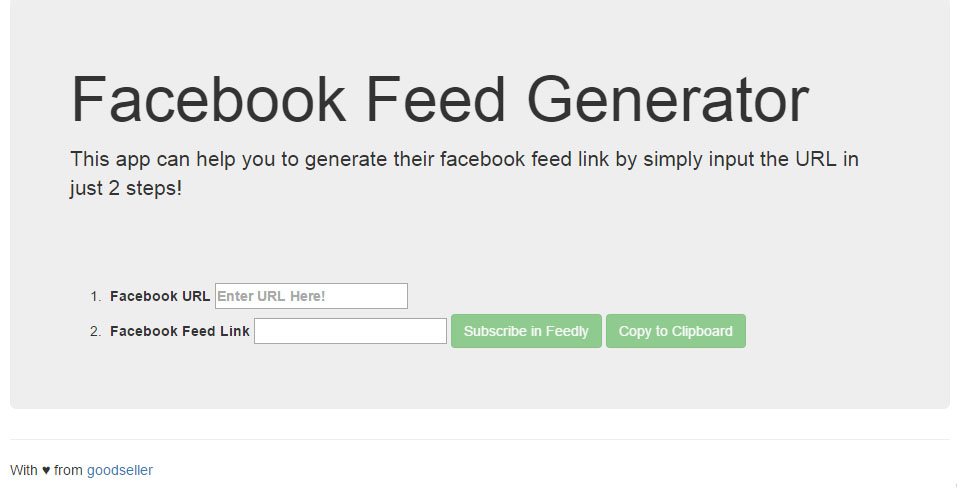 Facebook Feed Generator
This app can help you to generate their facebook feed link by simply input the URL in
just 2 steps!
1. Facebook URL Enter URL Here!
2. Facebook Feed Link Subscribe in Feedly Copy to Clipboard
With ♥ from goodseller